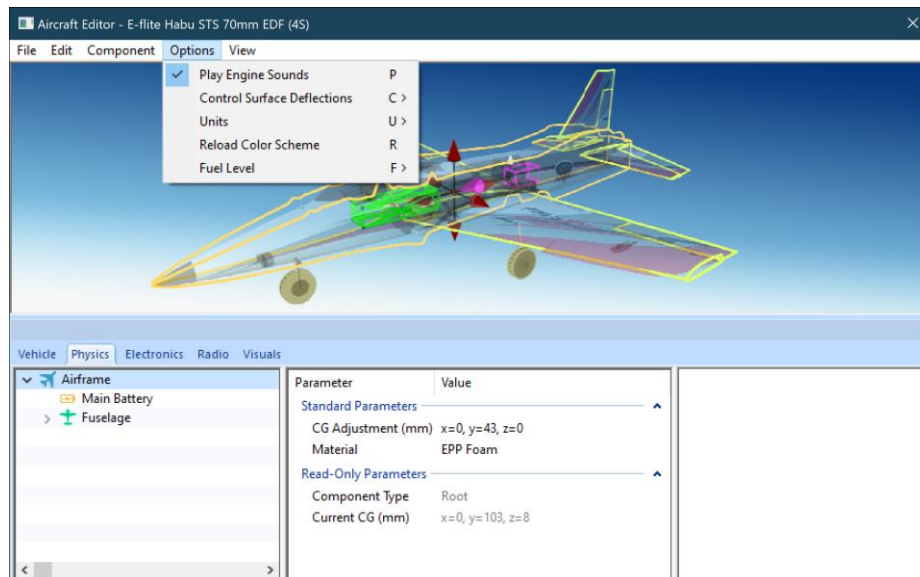 Aircraft Editor - E-flite Habu STS 70mm EDF (4S)
File Edit Component Options View
Play Engine Sounds P
Control Surface Deflections C >
Units U >
Reload Color Scheme R
Fuel Level F >
Vehicle Physics Electronics Radio Visuals
Airframe
Main Battery
Fuselage
Parameter Value
Standard Parameters
CG Adjustment (mm) x=0, y=43, z=0
Material EPP Foam
Read-Only Parameters
Component Type Root
Current CG (mm) x=0, y=103, z=8